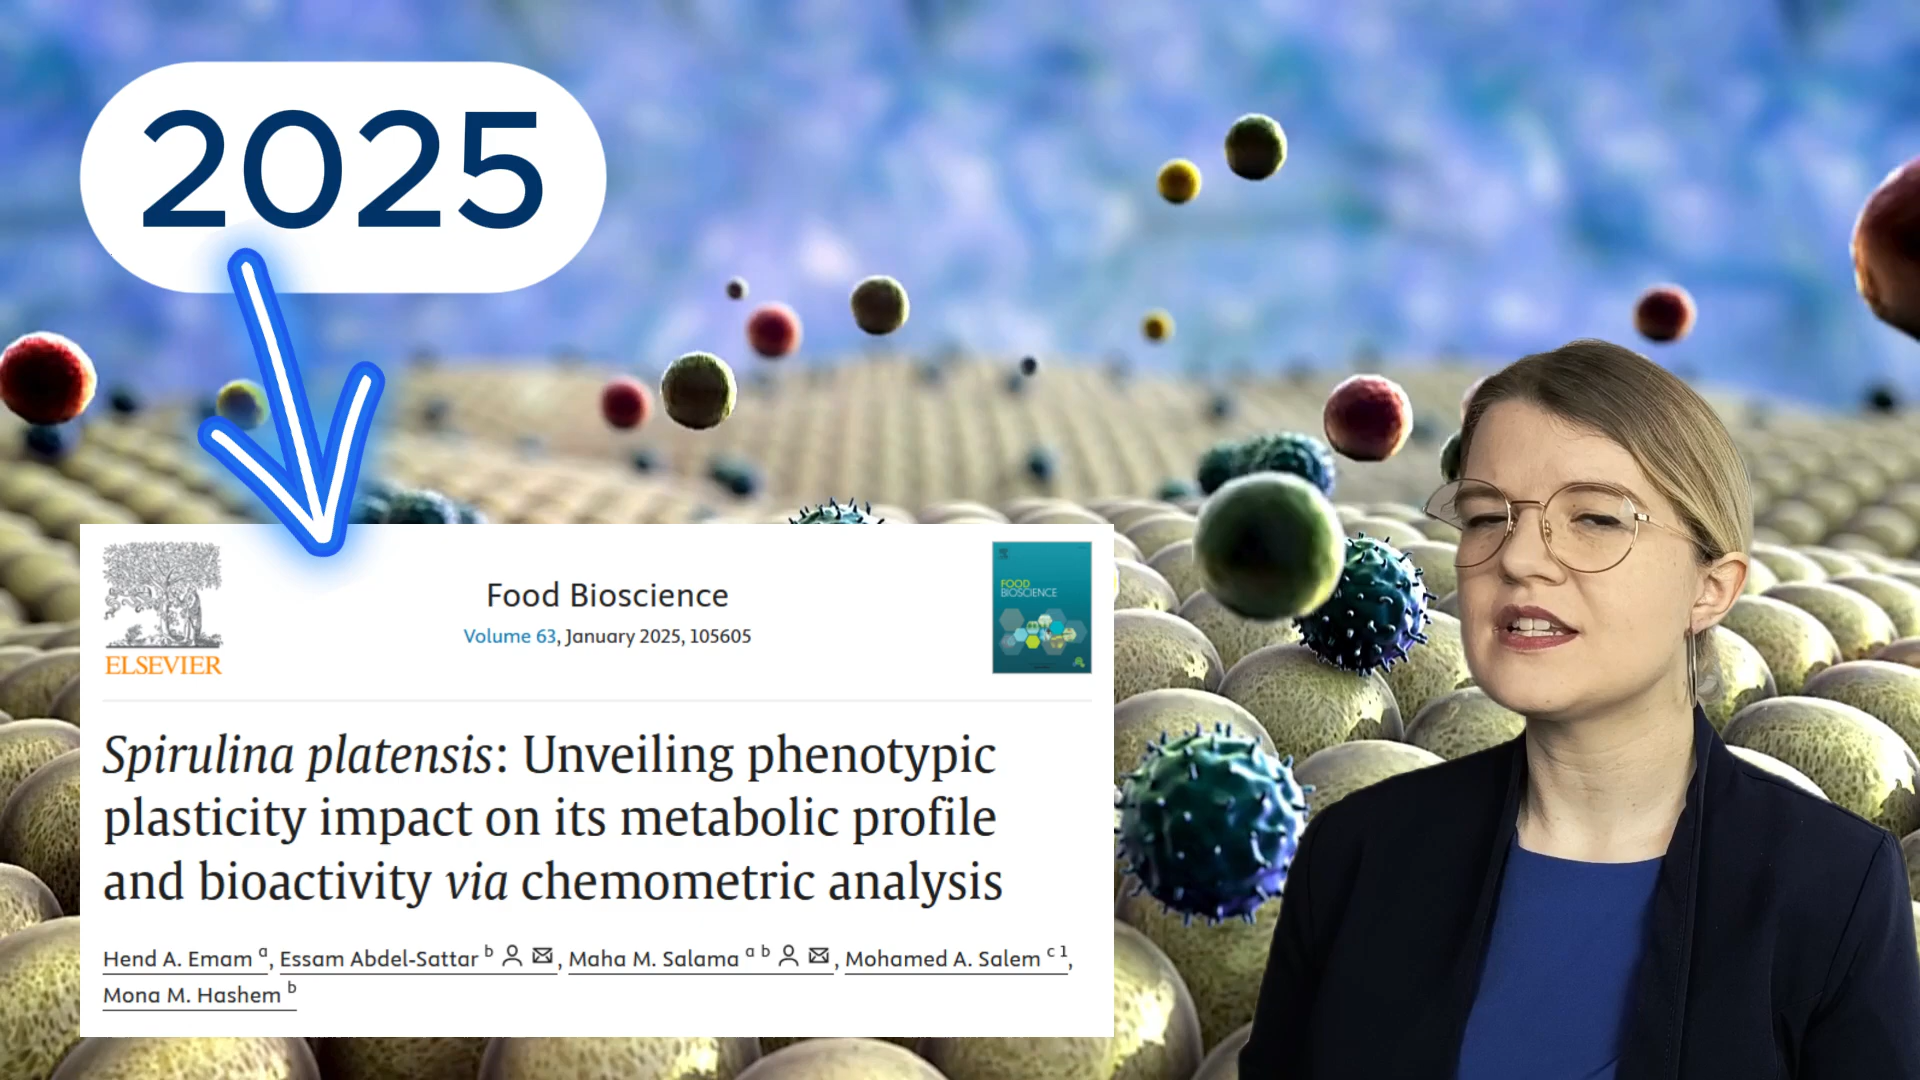 2025
ELSEVIER
Food Bioscience
Volume 63, January 2025, 105605
FOOD
BIOSCIENCE
Spirulina platensis: Unveiling phenotypic
plasticity impact on its metabolic profile
and bioactivity via chemometric analysis
Hend A. Emam a, Essam Abdel-Sattar b, Maha M. Salama a b, Mohamed A. Salem c 1,
Mona M. Hashem b